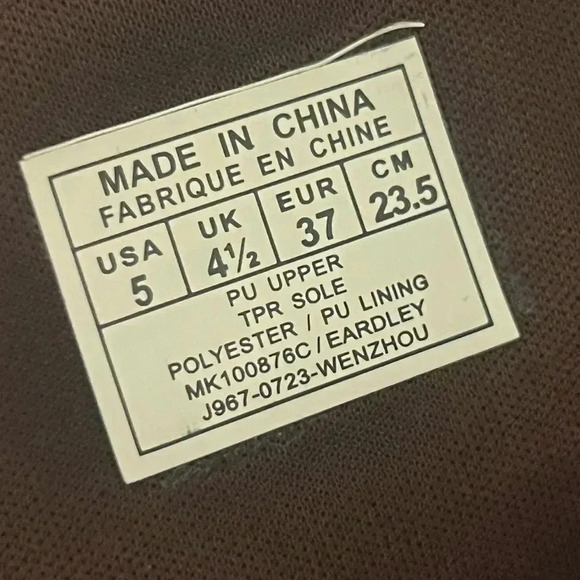 MADE IN CHINA
FABRIQUE EN CHINE
USA UK EUR CM
5 4½ 37 23.5
PU UPPER
TPR SOLE
POLYESTER / PU LINING
MK100876C / EARDLEY
J967-0723-WENZHOU